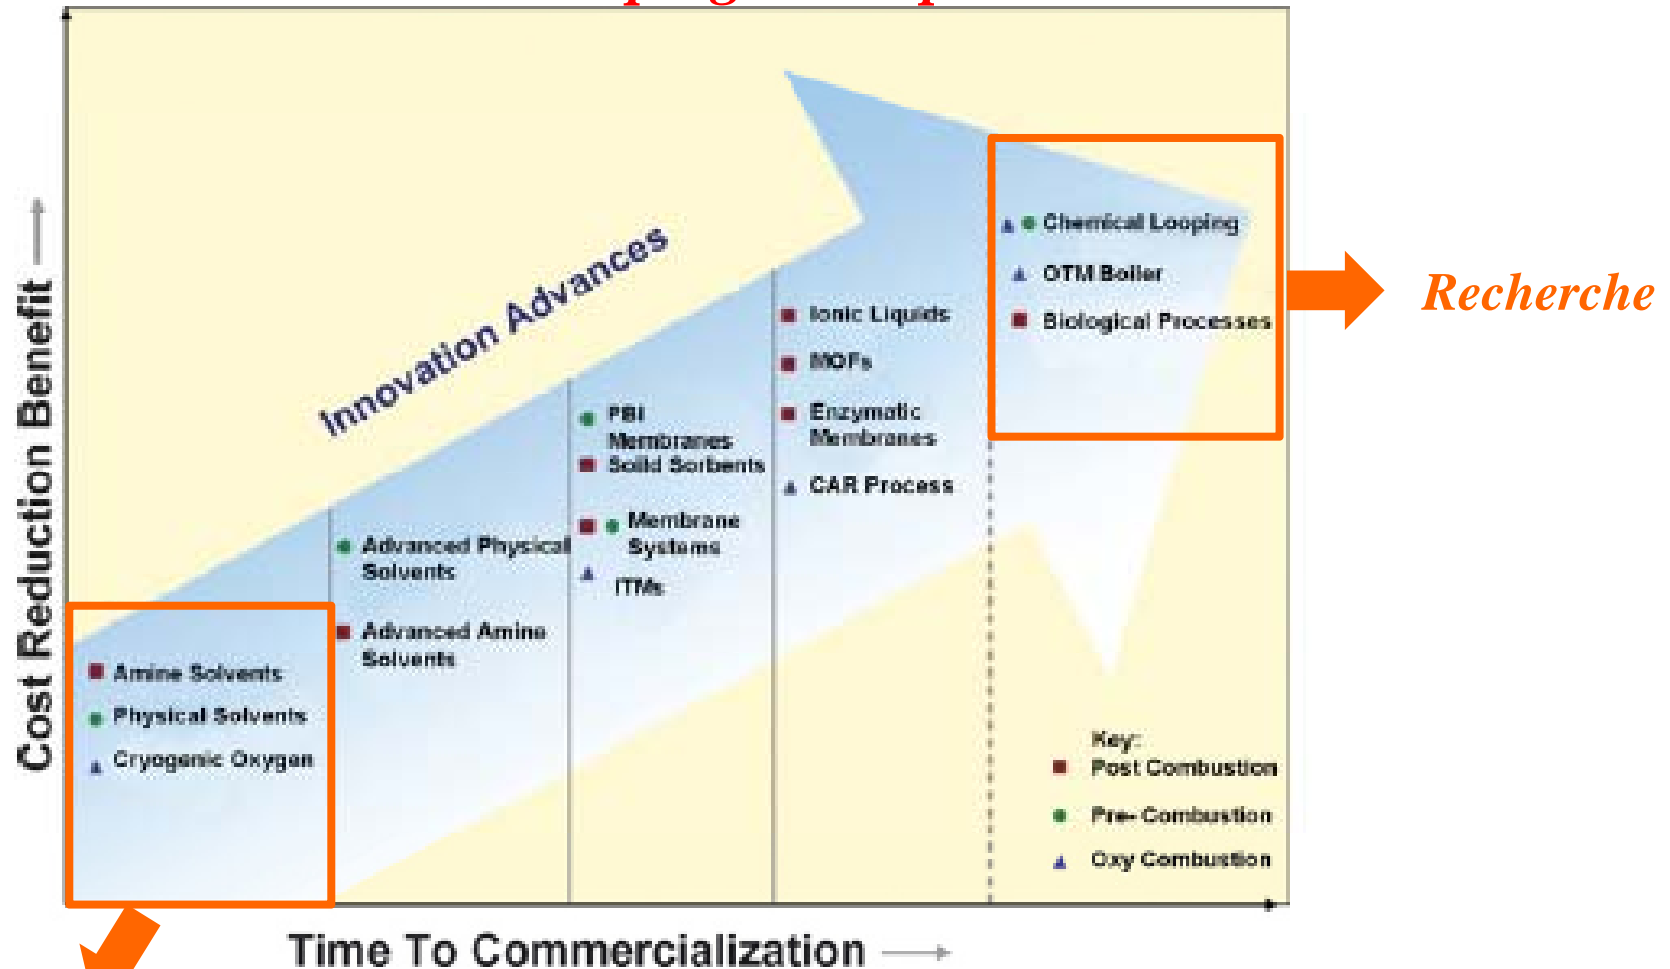 Cost Reduction Benefit
Innovation Advances
Chemical Looping
OTM Boiler
Biological Processes
Recherche
Ionic Liquids
MOFs
Enzymatic
Membranes
CAR Process
PBI
Membranes
Solid Sorbents
Membrane
Systems
ITMs
Advanced Physical
Solvents
Advanced Amine
Solvents
Amine Solvents
Physical Solvents
Cryogenic Oxygen
Key:
Post Combustion
Pre- Combustion
Oxy Combustion
Time To Commercialization